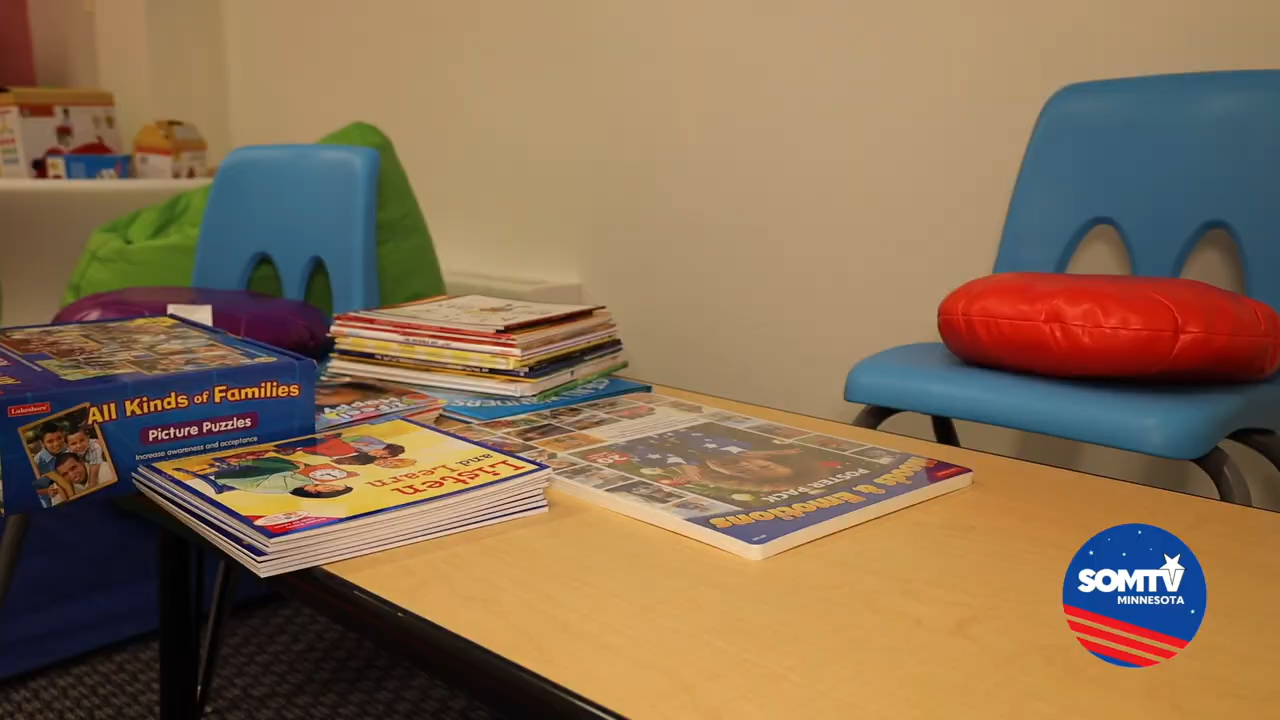 Lakeshore
All Kinds of Families
Picture Puzzles
Increase awareness and acceptance
Listen
and Learn
POSTER PACK
& Emotions
SOMTV
MINNESOTA